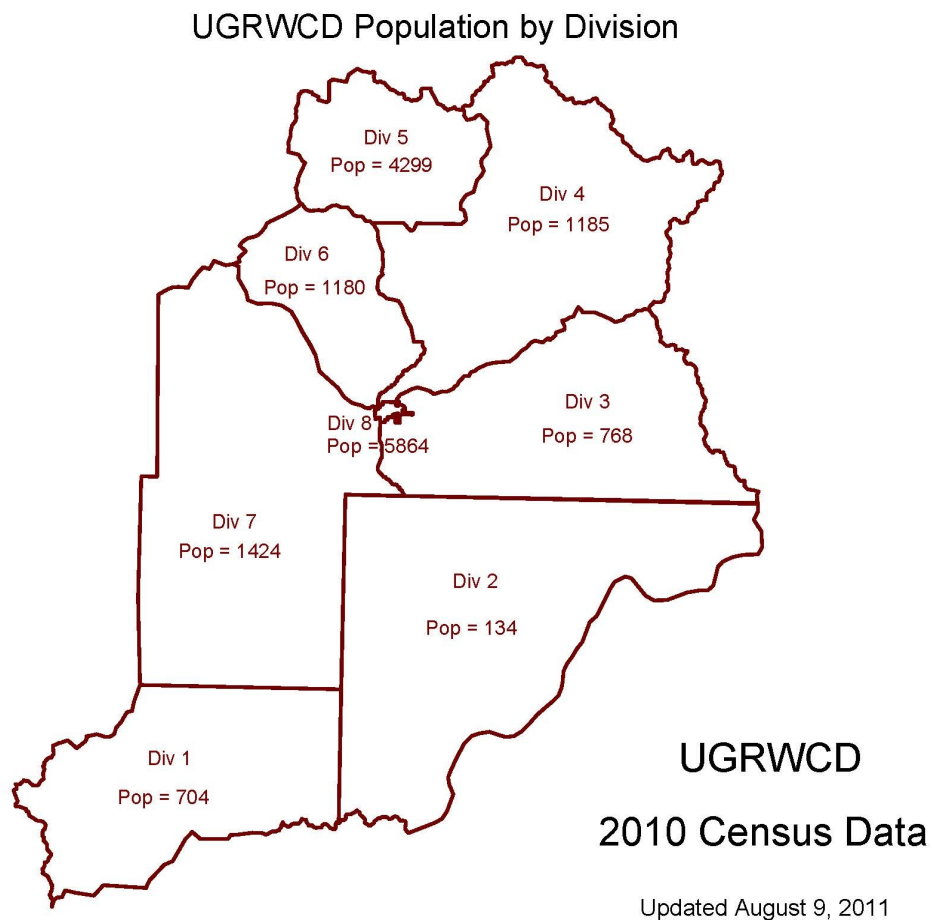 UGRWCD Population by Division
Div 5
Pop = 4299
Div 4
Pop = 1185
Div 6
Pop = 1180
Div 3
Pop = 768
Div 8
Pop = 5864
Div 7
Pop = 1424
Div 2
Pop = 134
Div 1
Pop = 704
UGRWCD
2010 Census Data
Updated August 9, 2011